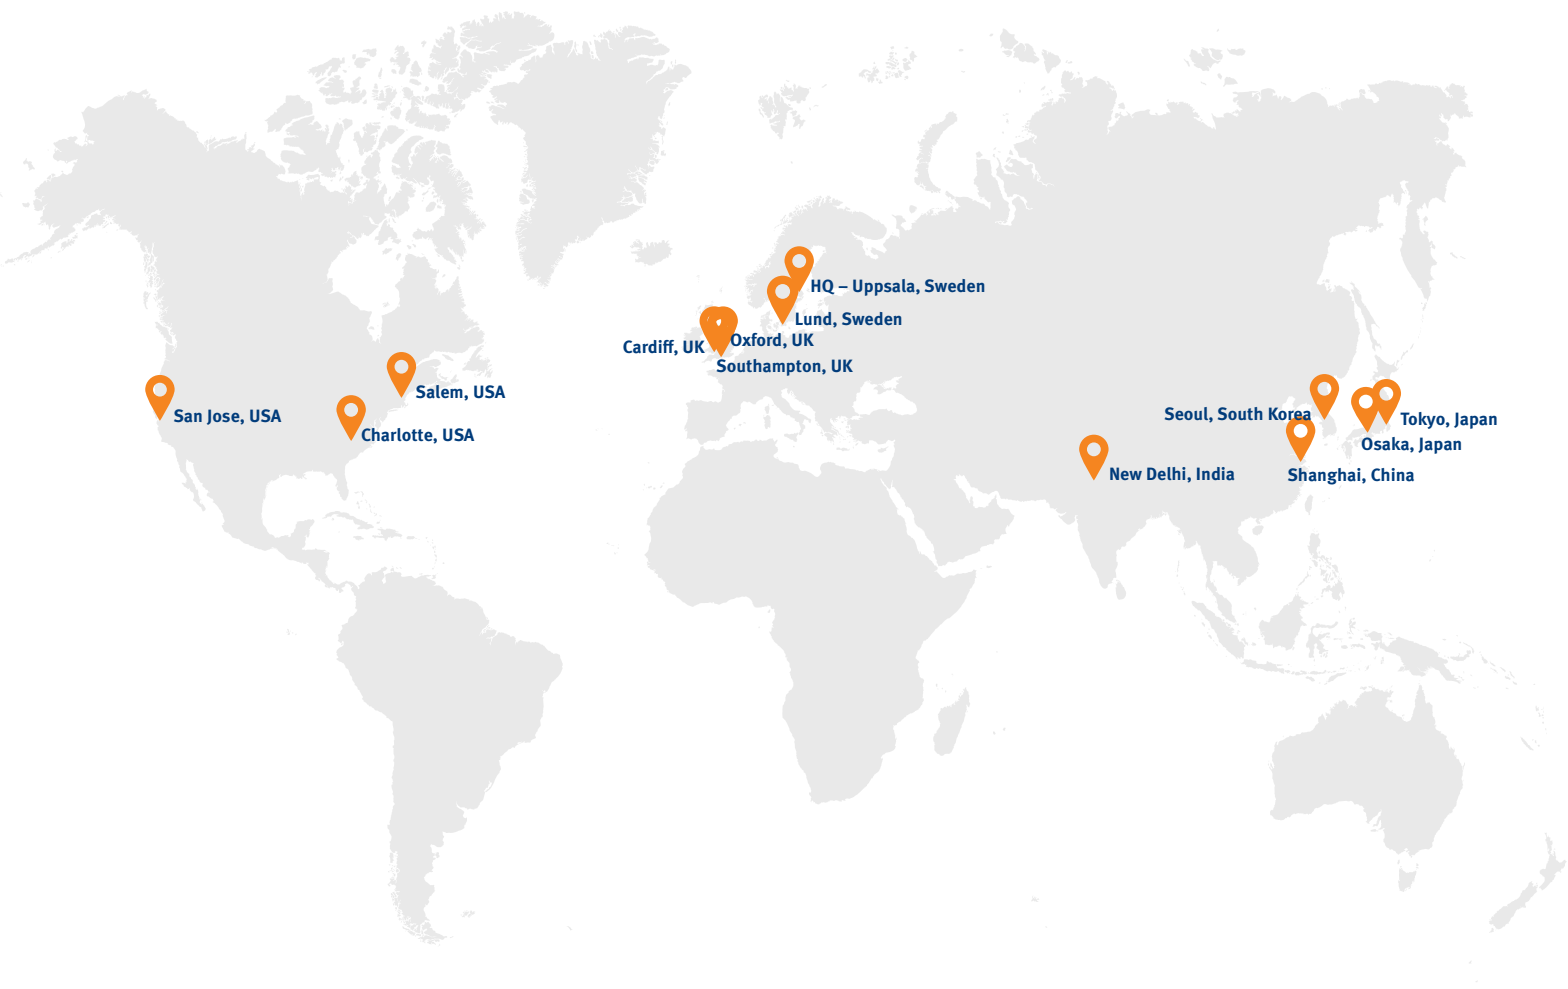 HQ – Uppsala, Sweden
Lund, Sweden
Oxford, UK
Cardiff, UK
Southampton, UK
Salem, USA
San Jose, USA
Charlotte, USA
Seoul, South Korea
Tokyo, Japan
Osaka, Japan
New Delhi, India
Shanghai, China